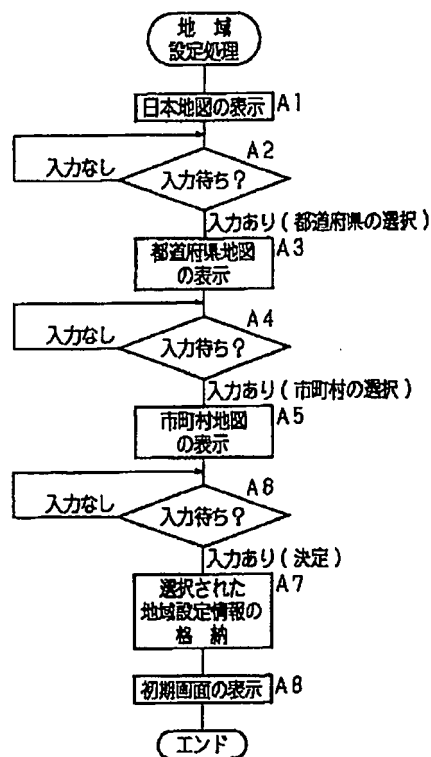 地 域
設定処理
日本地図の表示 A1
A2
入力なし
入力待ち？
入力あり(都道府県の選択)
都道府県地図 A3
の表示
A4
入力なし
入力待ち？
入力あり(市町村の選択)
市町村地図 A5
の表示
A6
入力なし
入力待ち？
入力あり(決定)
選択された A7
地域設定情報の
格 納
初期画面の表示 A8
エンド